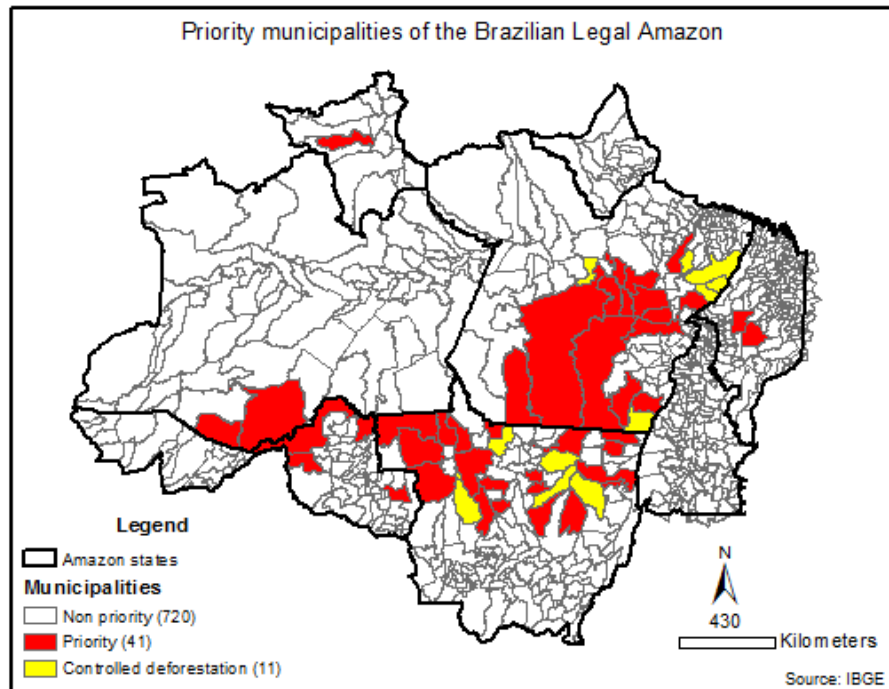 Priority municipalities of the Brazilian Legal Amazon
Legend
Amazon states
Municipalities
Non priority (720)
Priority (41)
Controlled deforestation (11)
N
430
Kilometers
Source: IBGE